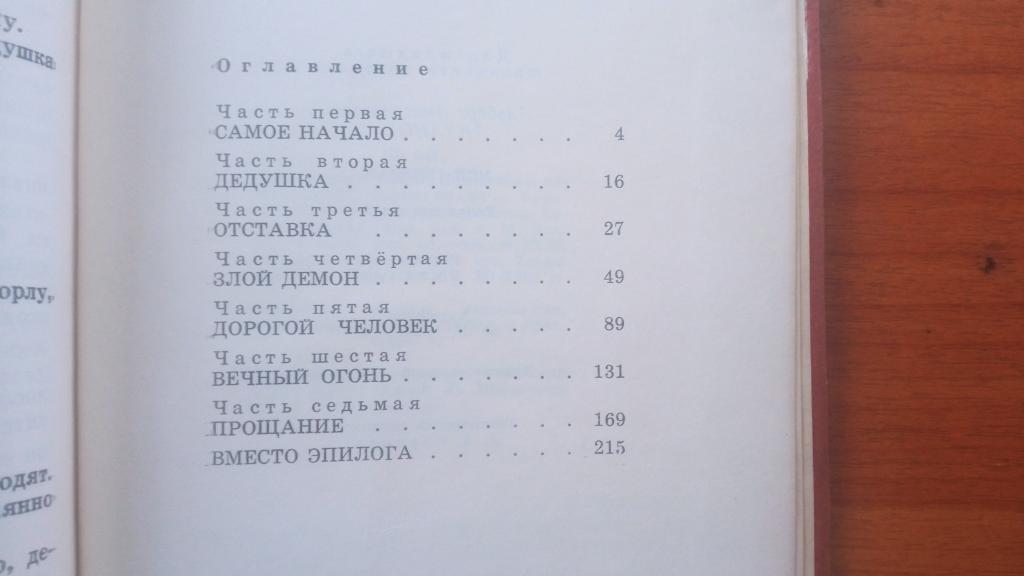 У.
ушка
орлу,
одят.
янно
о, де-
Оглавление
Часть первая
САМОЕ НАЧАЛО . . . . . . . 4
Часть вторая
ДЕДУШКА . . . . . . . . . 16
Часть третья
ОТСТАВКА . . . . . . . . 27
Часть четвёртая
ЗЛОЙ ДЕМОН . . . . . . . . 49
Часть пятая
ДОРОГОЙ ЧЕЛОВЕК . . . . . 89
Часть шестая
ВЕЧНЫЙ ОГОНЬ . . . . . . . 131
Часть седьмая
ПРОЩАНИЕ . . . . . . . . 169
ВМЕСТО ЭПИЛОГА . . . . . . 215